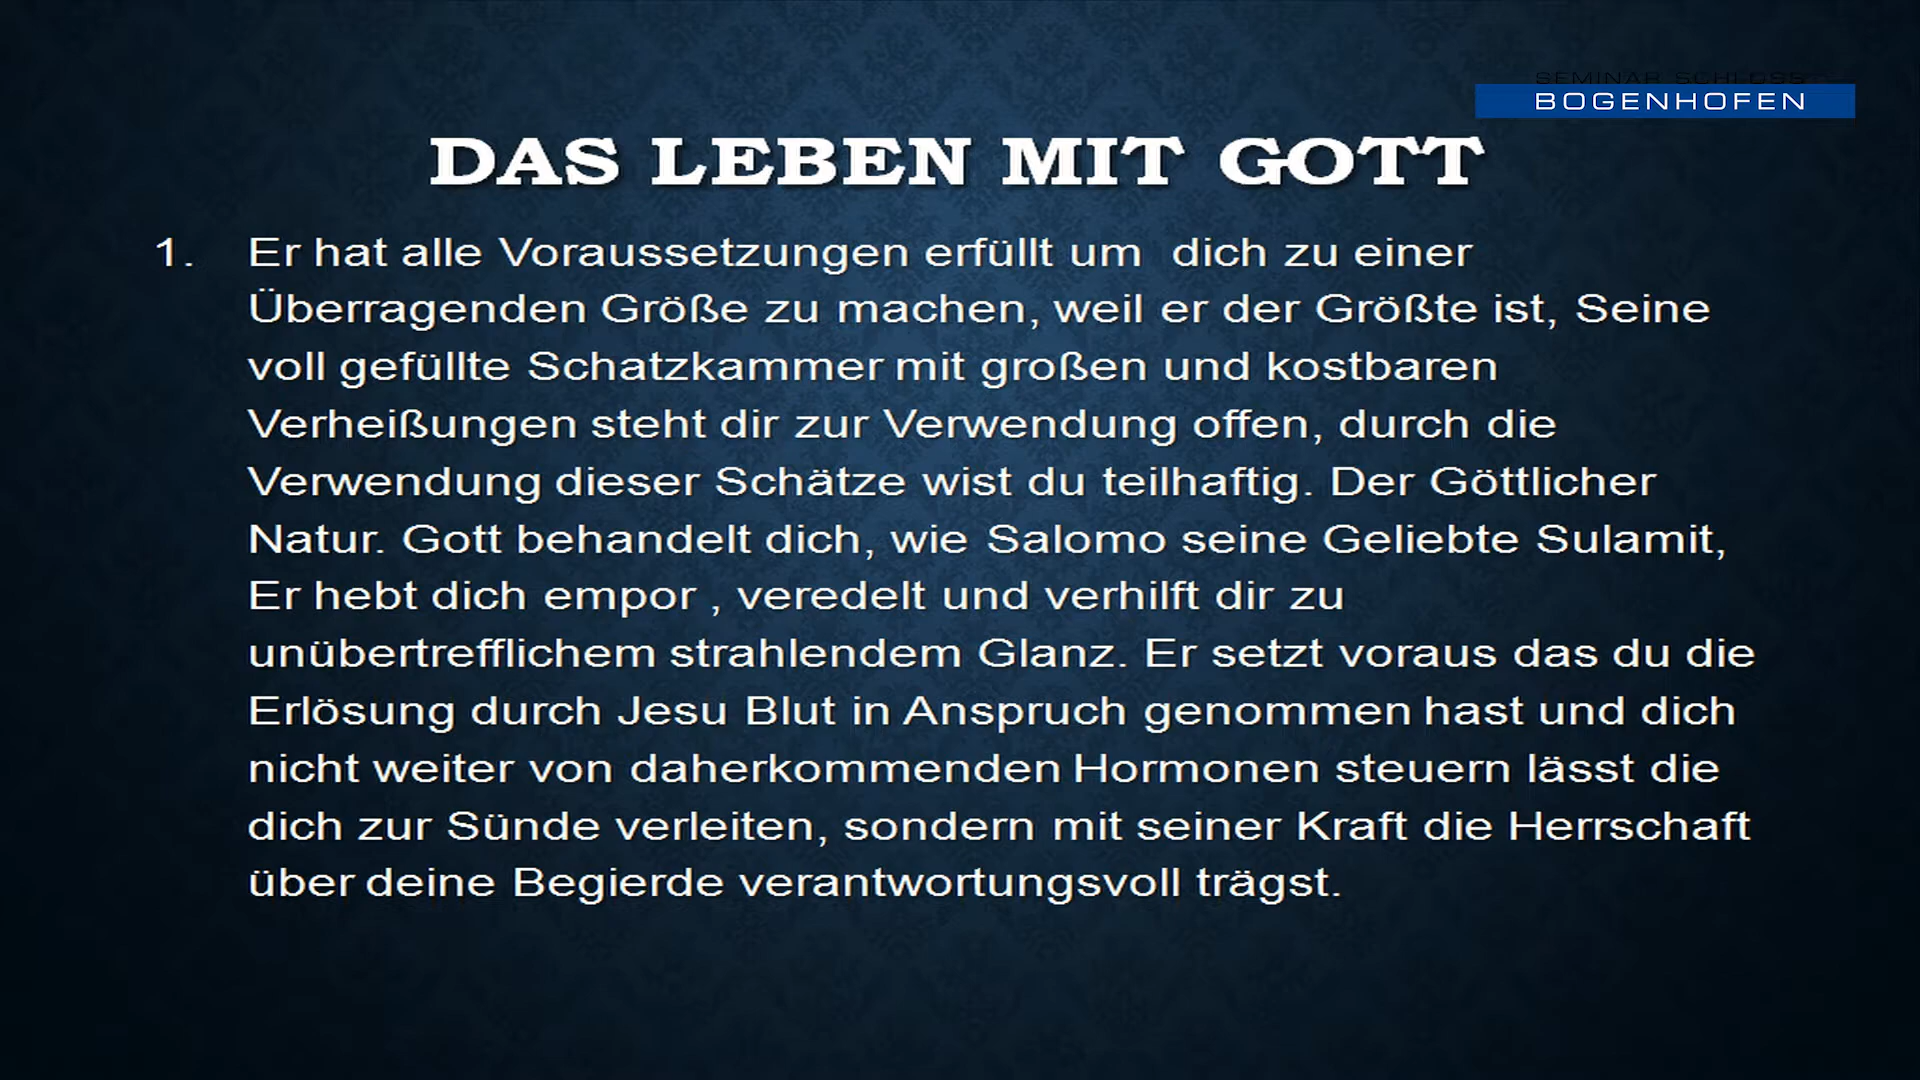 SEMINAR SCHLOSS
BOGENHOFEN
DAS LEBEN MIT GOTT
1. Er hat alle Voraussetzungen erfüllt um dich zu einer
Überragenden Größe zu machen, weil er der Größte ist, Seine
voll gefüllte Schatzkammer mit großen und kostbaren
Verheißungen steht dir zur Verwendung offen, durch die
Verwendung dieser Schätze wist du teilhaftig. Der Göttlicher
Natur. Gott behandelt dich, wie Salomo seine Geliebte Sulamit,
Er hebt dich empor , veredelt und verhilft dir zu
unübertrefflichem strahlendem Glanz. Er setzt voraus das du die
Erlösung durch Jesu Blut in Anspruch genommen hast und dich
nicht weiter von daherkommenden Hormonen steuern lässt die
dich zur Sünde verleiten, sondern mit seiner Kraft die Herrschaft
über deine Begierde verantwortungsvoll trägst.